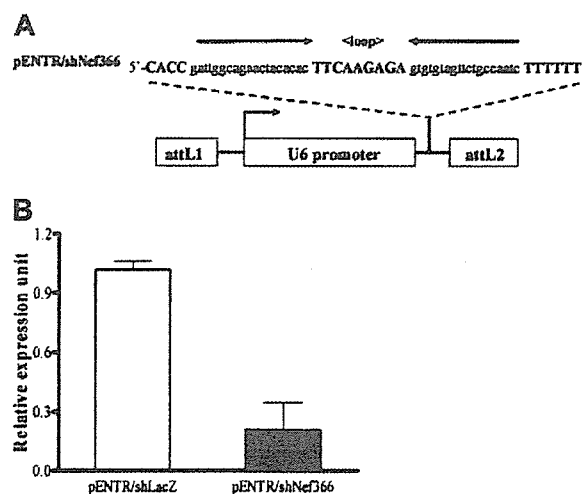 A
<loop>
pENTR/shNef366 5'-CACC gattggcagaactacacac TTCAAGAGA gtgtgtagttctgccaatc TTTTTT
attL1 U6 promoter attL2
B
Relative expression unit
1.2
0.9
0.6
0.3
0.0
pENTR/shLacZ pENTR/shNef366